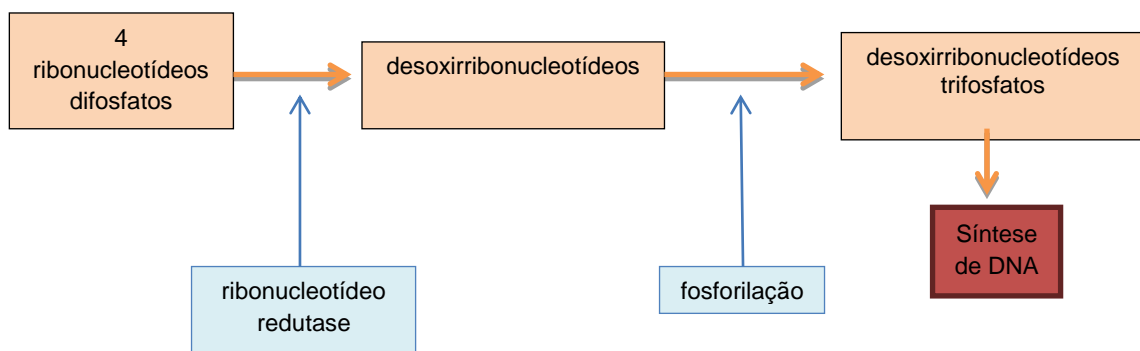 4
ribonucleotídeos
difosfatos
desoxirribonucleotídeos
desoxirribonucleotídeos
trifosfatos
Síntese
de DNA
ribonucleotídeo
redutase
fosforilação